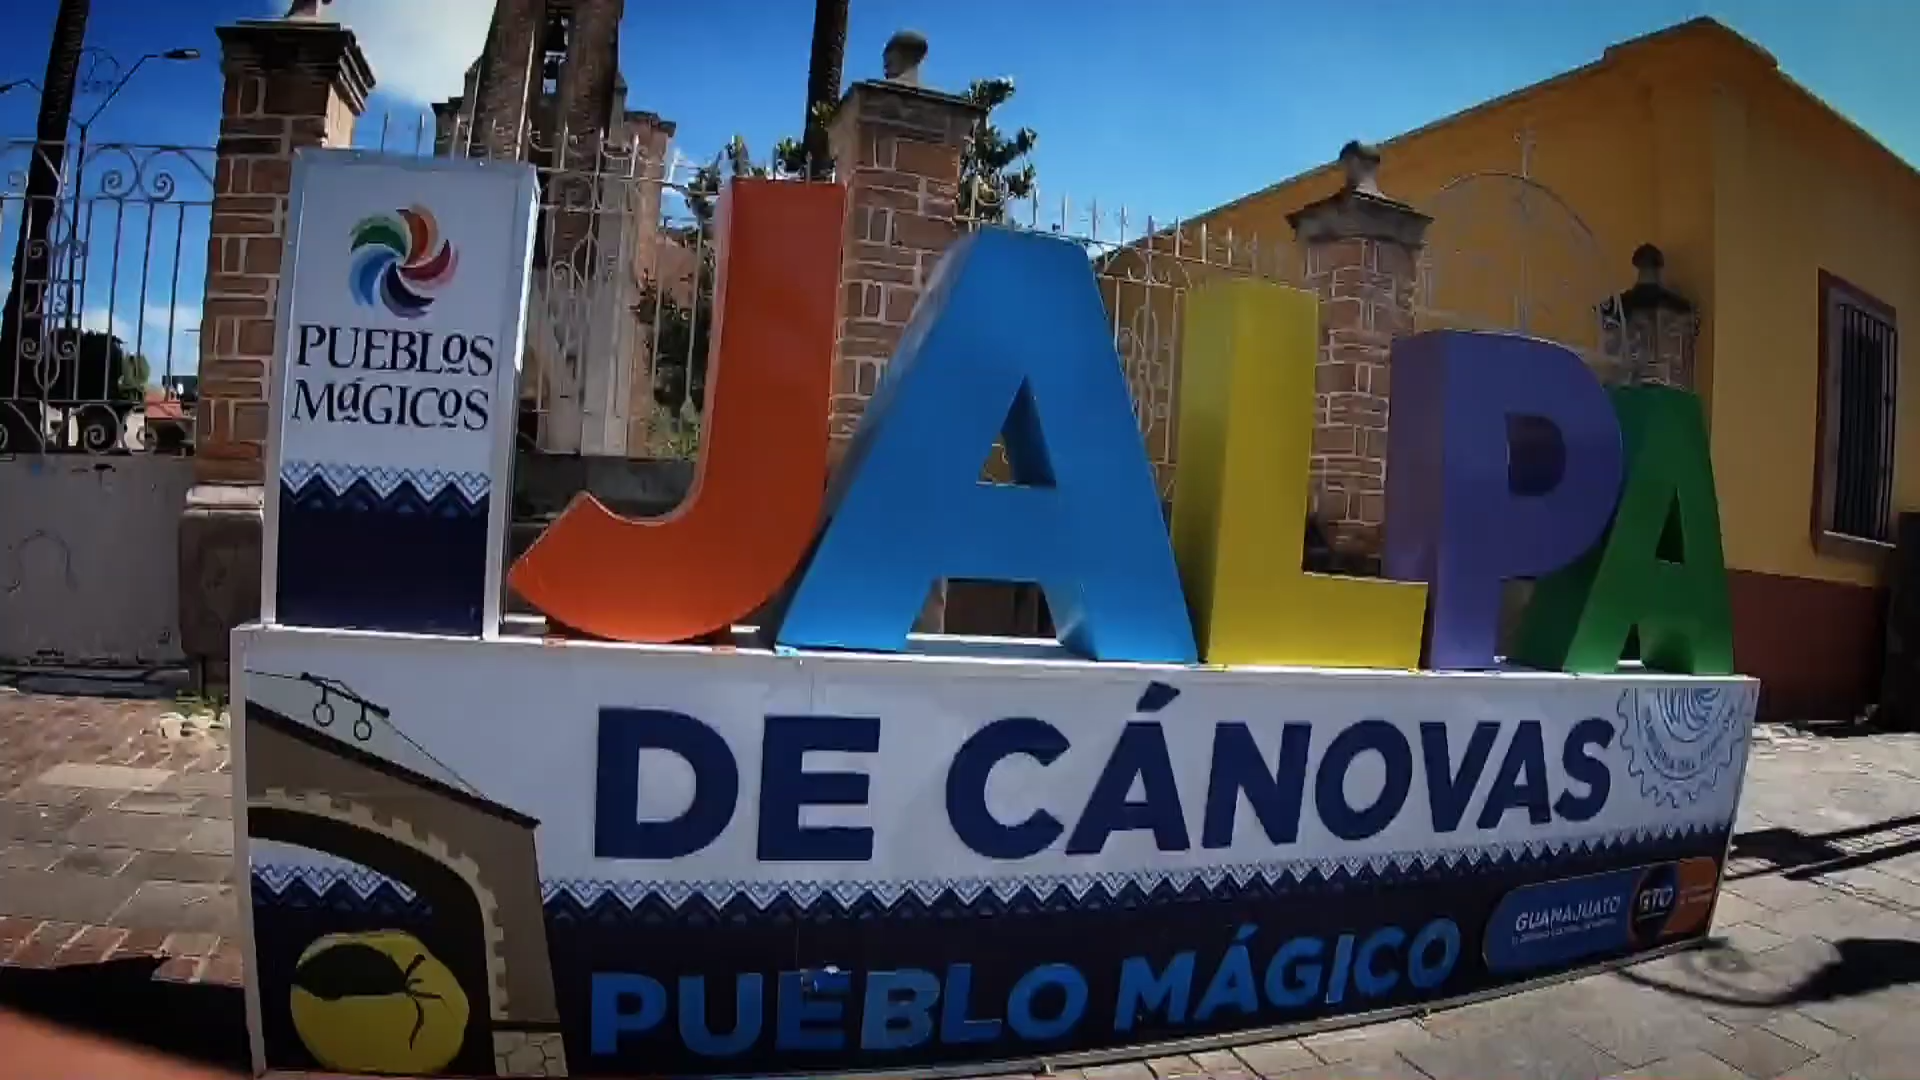 PUEBLOS
MÁGICOS
JALPA
DE CÁNOVAS
PUEBLO MÁGICO
GUANAJUATO
GTO